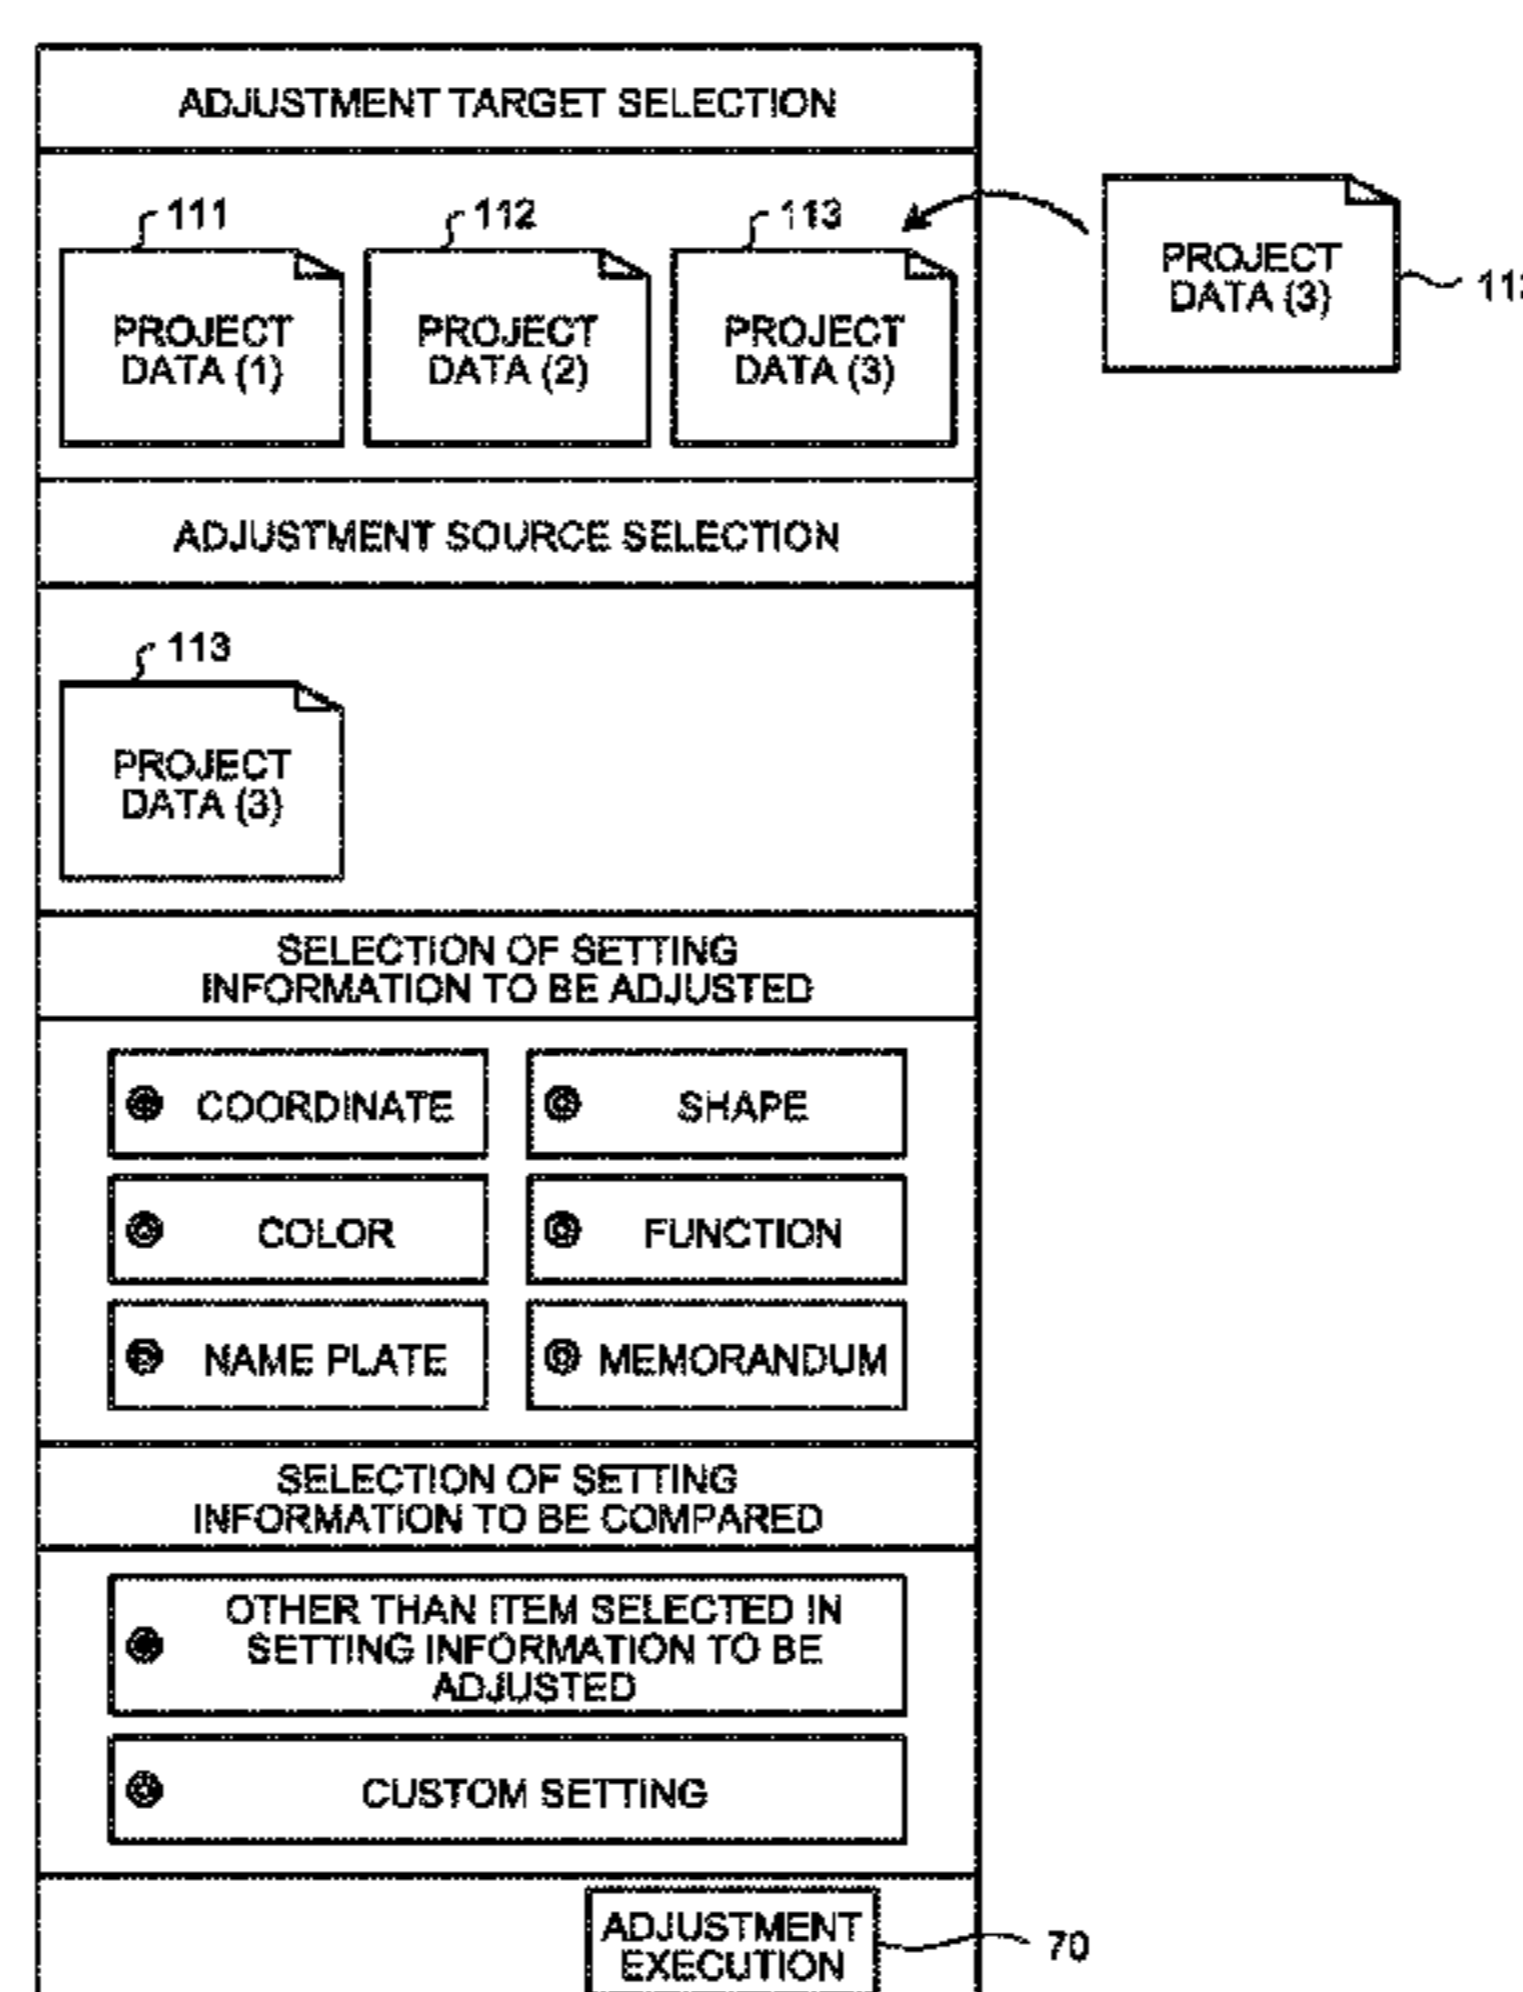 ADJUSTMENT TARGET SELECTION
111
112
113
PROJECT
DATA (1)
PROJECT
DATA (2)
PROJECT
DATA (3)
PROJECT
DATA (3)
ADJUSTMENT SOURCE SELECTION
113
PROJECT
DATA (3)
SELECTION OF SETTING
INFORMATION TO BE ADJUSTED
COORDINATE
SHAPE
COLOR
FUNCTION
NAME PLATE
MEMORANDUM
SELECTION OF SETTING
INFORMATION TO BE COMPARED
OTHER THAN ITEM SELECTED IN
SETTING INFORMATION TO BE
ADJUSTED
CUSTOM SETTING
ADJUSTMENT
EXECUTION
70